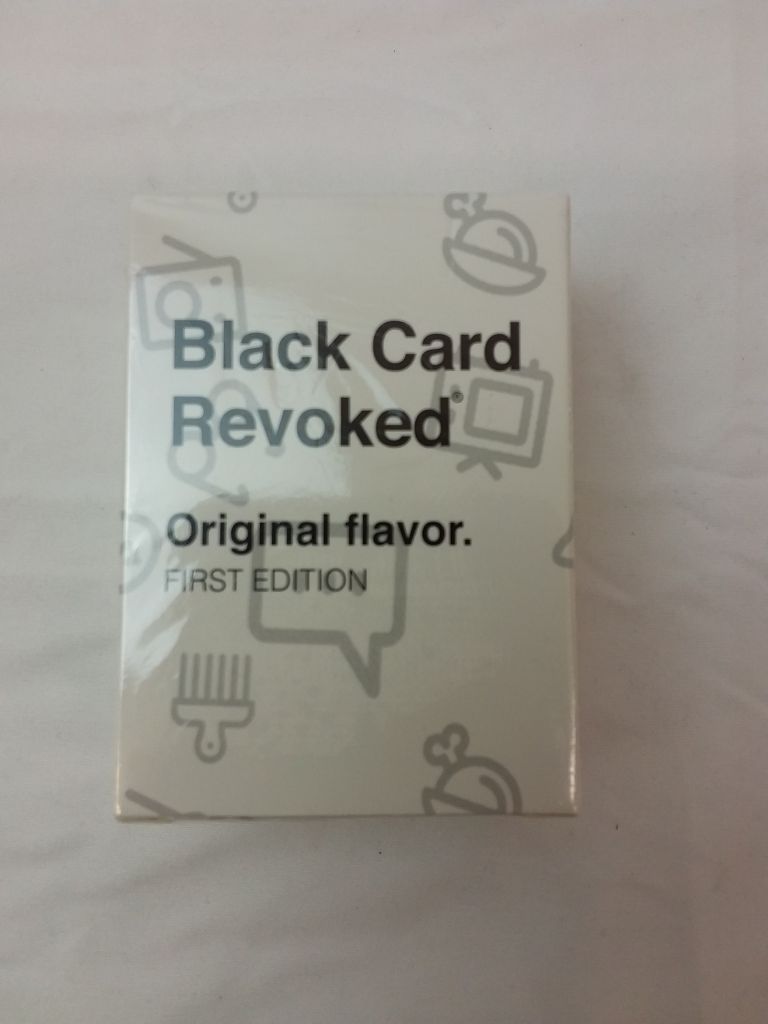 Black Card
Revoked®
Original flavor.
FIRST EDITION